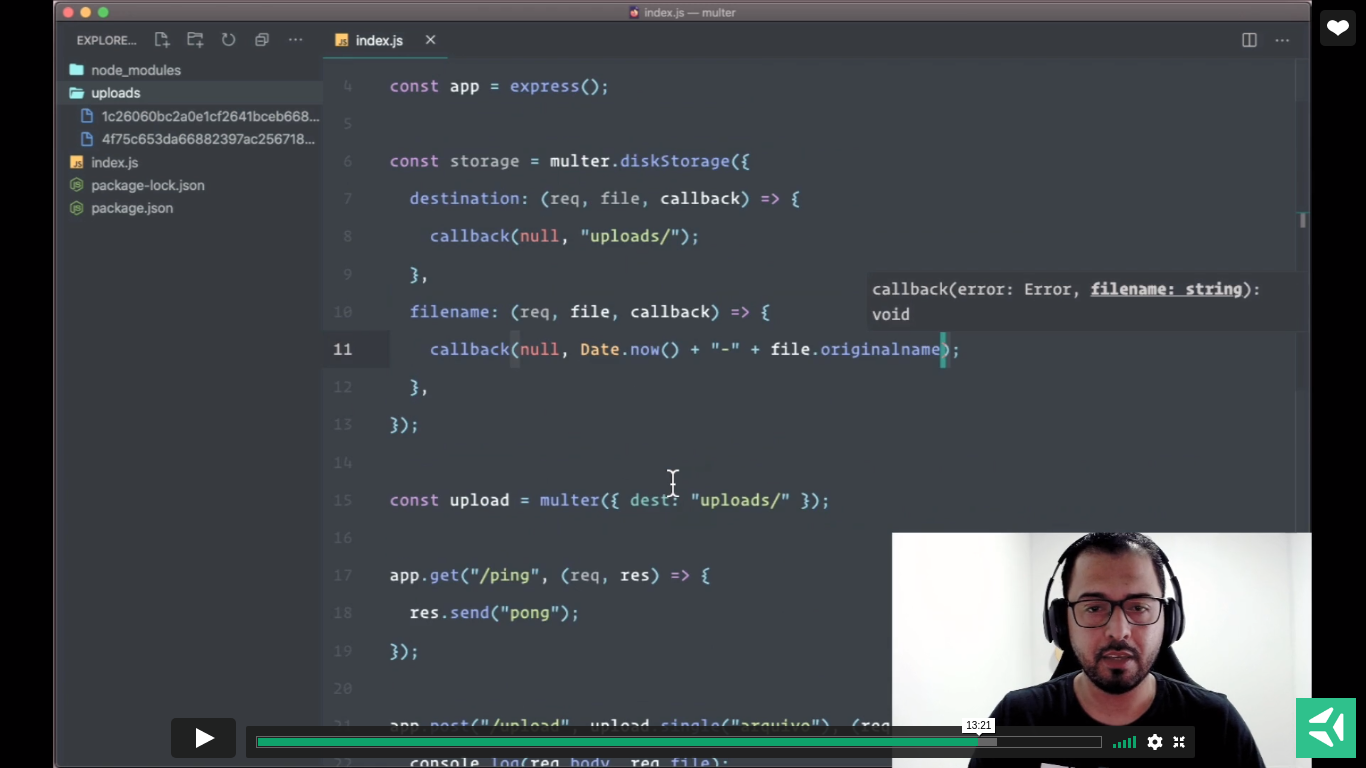 index.js — multer
EXPLORE...
index.js
node_modules
uploads
1c26060bc2a0e1cf2641bceb668...
4f75c653da66882397ac256718...
index.js
package-lock.json
package.json
4 const app = express();
5
6 const storage = multer.diskStorage({
7 destination: (req, file, callback) => {
8 callback(null, "uploads/");
9 },
10 filename: (req, file, callback) => {
callback(error: Error, filename: string):
void
11 callback(null, Date.now() + "-" + file.originalname);
12 },
13 });
14
15 const upload = multer({ dest: "uploads/" });
16
17 app.get("/ping", (req, res) => {
18 res.send("pong");
19 });
20
21 app.post("/upload", upload.single("arquivo"), (req
13:21
22 console.log(req.body, req.file);